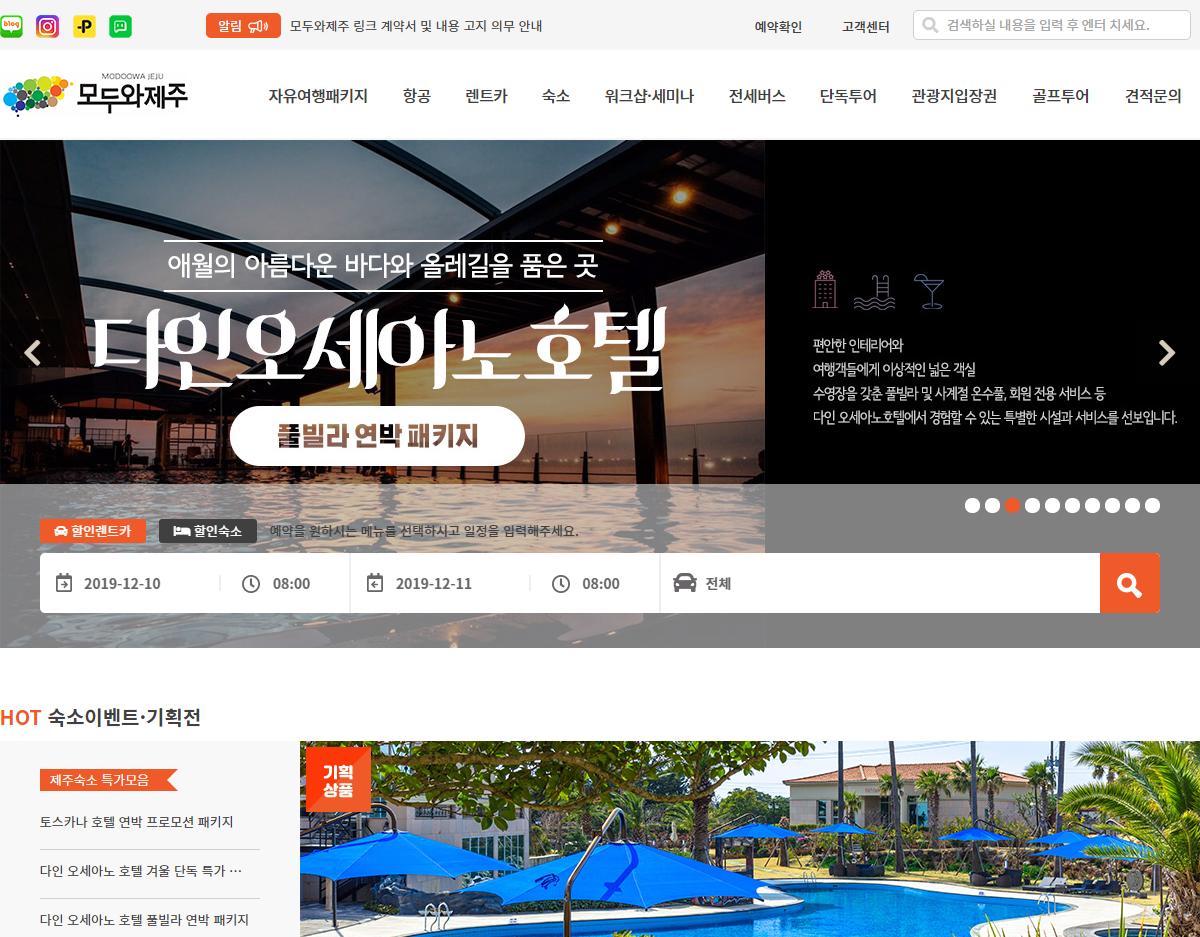 blog
P
알림
모두와제주 링크 계약서 및 내용 고지 의무 안내
예약확인
고객센터
검색하실 내용을 입력 후 엔터 치세요.
MODOOWA JEJU
모두와제주
자유여행패키지
항공
렌트카
숙소
워크샵·세미나
전세버스
단독투어
관광지입장권
골프투어
견적문의
애월의 아름다운 바다와 올레길을 품은 곳
다인오세아노호텔
풀빌라 연박 패키지
편안한 인테리어와
여행객들에게 이상적인 넓은 객실
수영장을 갖춘 풀빌라 및 사계절 온수풀, 회원 전용 서비스 등
다인 오세아노호텔에서 경험할 수 있는 특별한 시설과 서비스를 선보입니다.
할인렌트카
할인숙소
예약을 원하시는 메뉴를 선택하시고 일정을 입력해주세요.
2019-12-10
08:00
2019-12-11
08:00
전체
HOT 숙소이벤트·기획전
제주숙소 특가모음
토스카나 호텔 연박 프로모션 패키지
다인 오세아노 호텔 겨울 단독 특가 …
다인 오세아노 호텔 풀빌라 연박 패키지
기획
상품